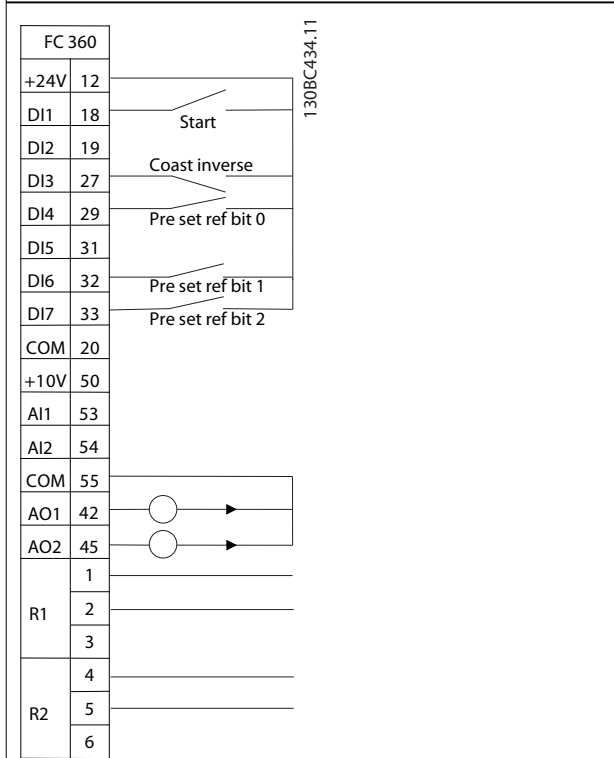 FC 360
130BC434.11
+24V 12
DI1 18
Start
DI2 19
Coast inverse
DI3 27
DI4 29
Pre set ref bit 0
DI5 31
DI6 32
Pre set ref bit 1
DI7 33
Pre set ref bit 2
COM 20
+10V 50
AI1 53
AI2 54
COM 55
AO1 42
AO2 45
1
R1 2
3
4
R2 5
6